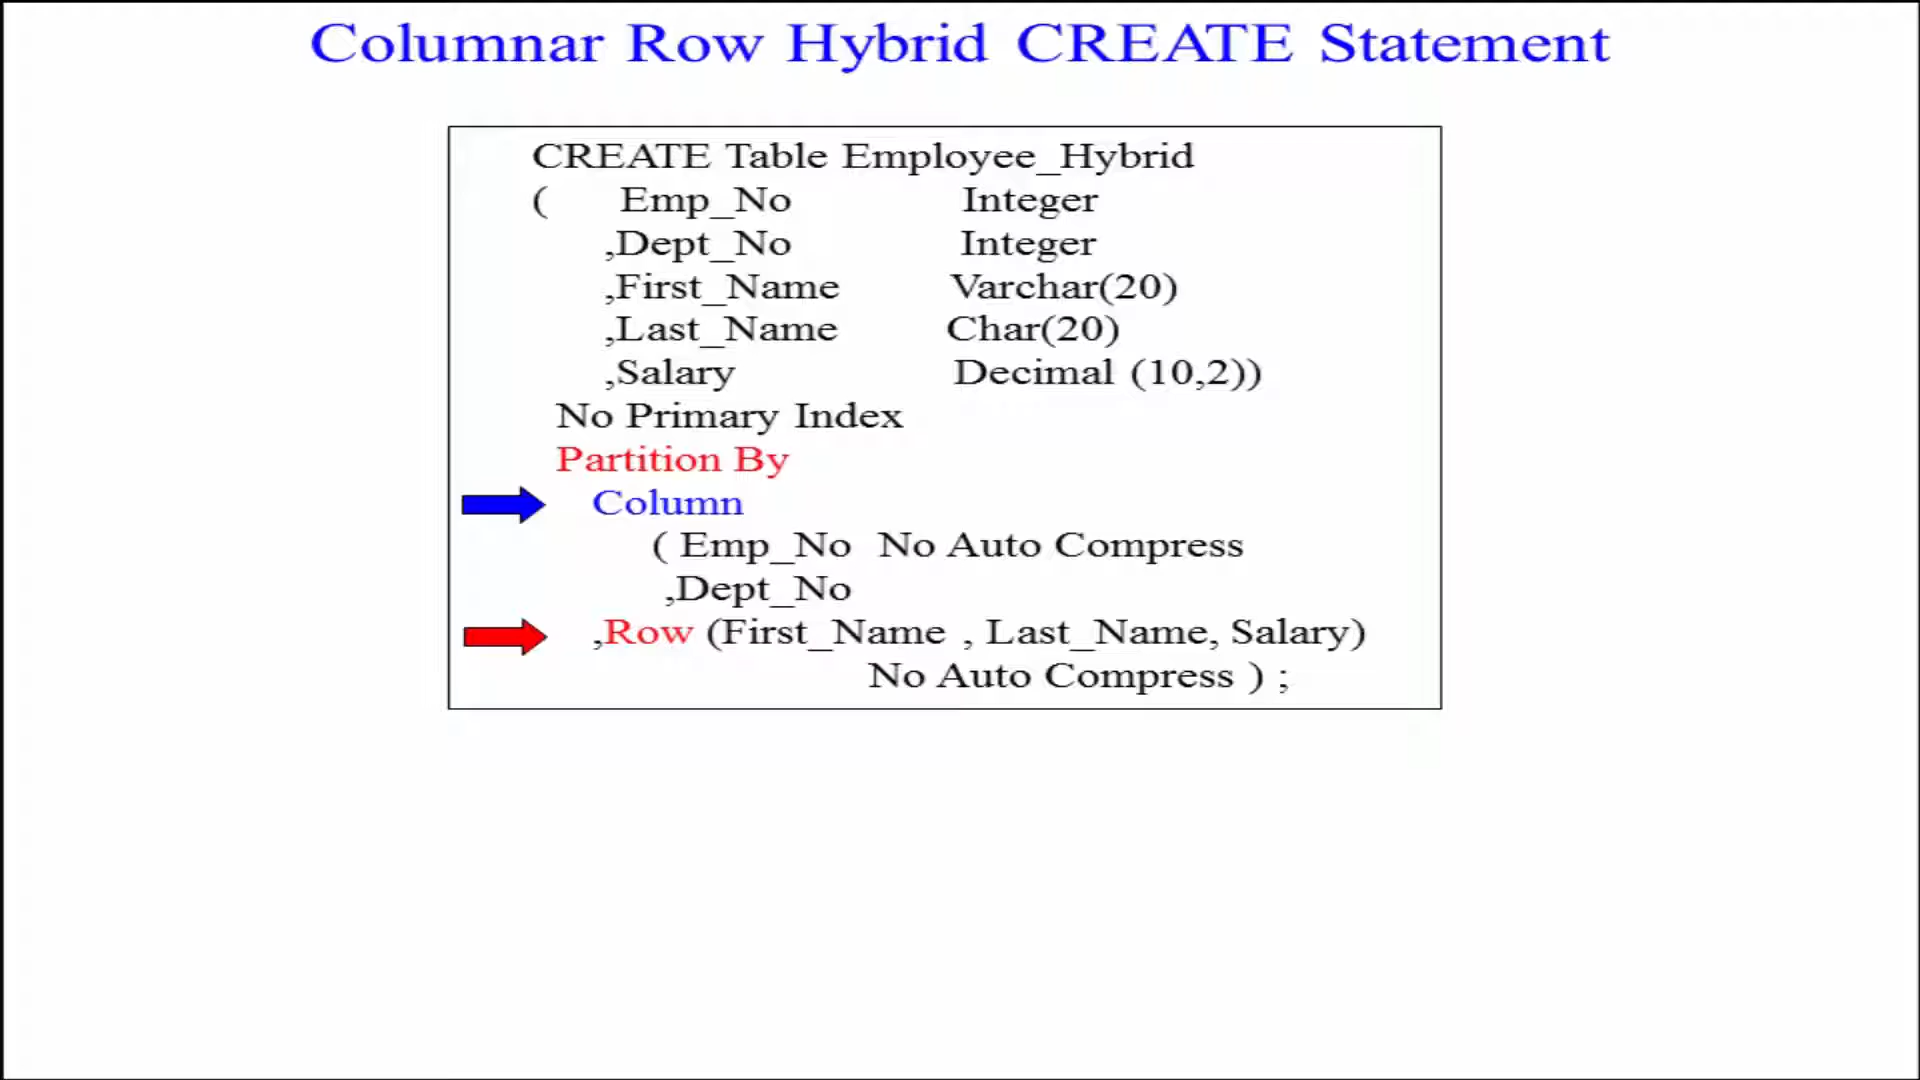 Columnar Row Hybrid CREATE Statement
CREATE Table Employee_Hybrid
( Emp_No Integer
,Dept_No Integer
,First_Name Varchar(20)
,Last_Name Char(20)
,Salary Decimal (10,2))
No Primary Index
Partition By
Column
( Emp_No No Auto Compress
,Dept_No
,Row (First_Name , Last_Name, Salary)
No Auto Compress ) ;